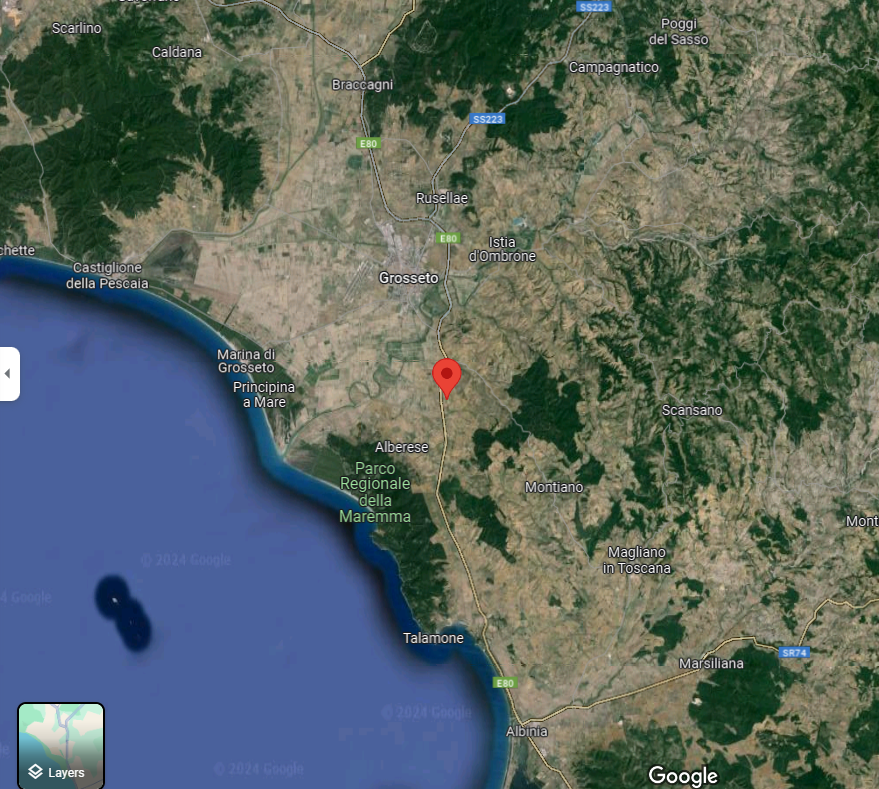 SS223
Scarlino
Poggi
del Sasso
Caldana
Campagnatico
Braccagni
SS223
E80
Rusellae
E80
Istia
d'Ombrone
chette
Castiglione
della Pescaia
Grosseto
Marina di
Grosseto
Principina
a Mare
Scansano
Alberese
Parco
Regionale
della
Maremma
Montiano
Mont
© 2024 Google
Magliano
in Toscana
4 Google
Talamone
SR74
Marsiliana
E80
© 2024 Google
Albinia
© 2024 Google
Layers
Google